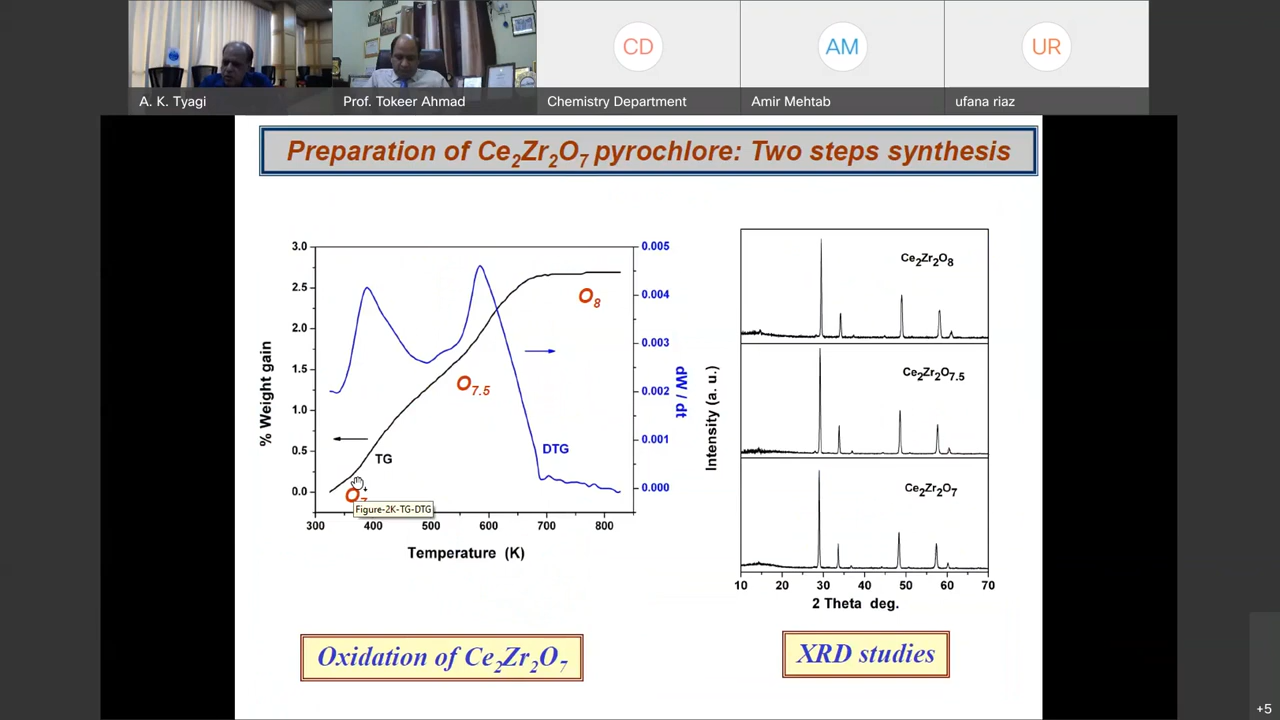 CD
AM
UR
A. K. Tyagi
Prof. Tokeer Ahmad
Chemistry Department
Amir Mehtab
ufana riaz
Preparation of Ce2Zr2O7 pyrochlore: Two steps synthesis
3.0
2.5
2.0
1.5
1.0
0.5
0.0
% Weight gain
0.005
0.004
0.003
0.002
0.001
0.000
dW / dt
O8
O7.5
DTG
TG
O7
Figure-2K-TG-DTG
300 400 500 600 700 800
Temperature (K)
Intensity (a. u.)
Ce2Zr2O8
Ce2Zr2O7.5
Ce2Zr2O7
10 20 30 40 50 60 70
2 Theta deg.
Oxidation of Ce2Zr2O7
XRD studies
+5